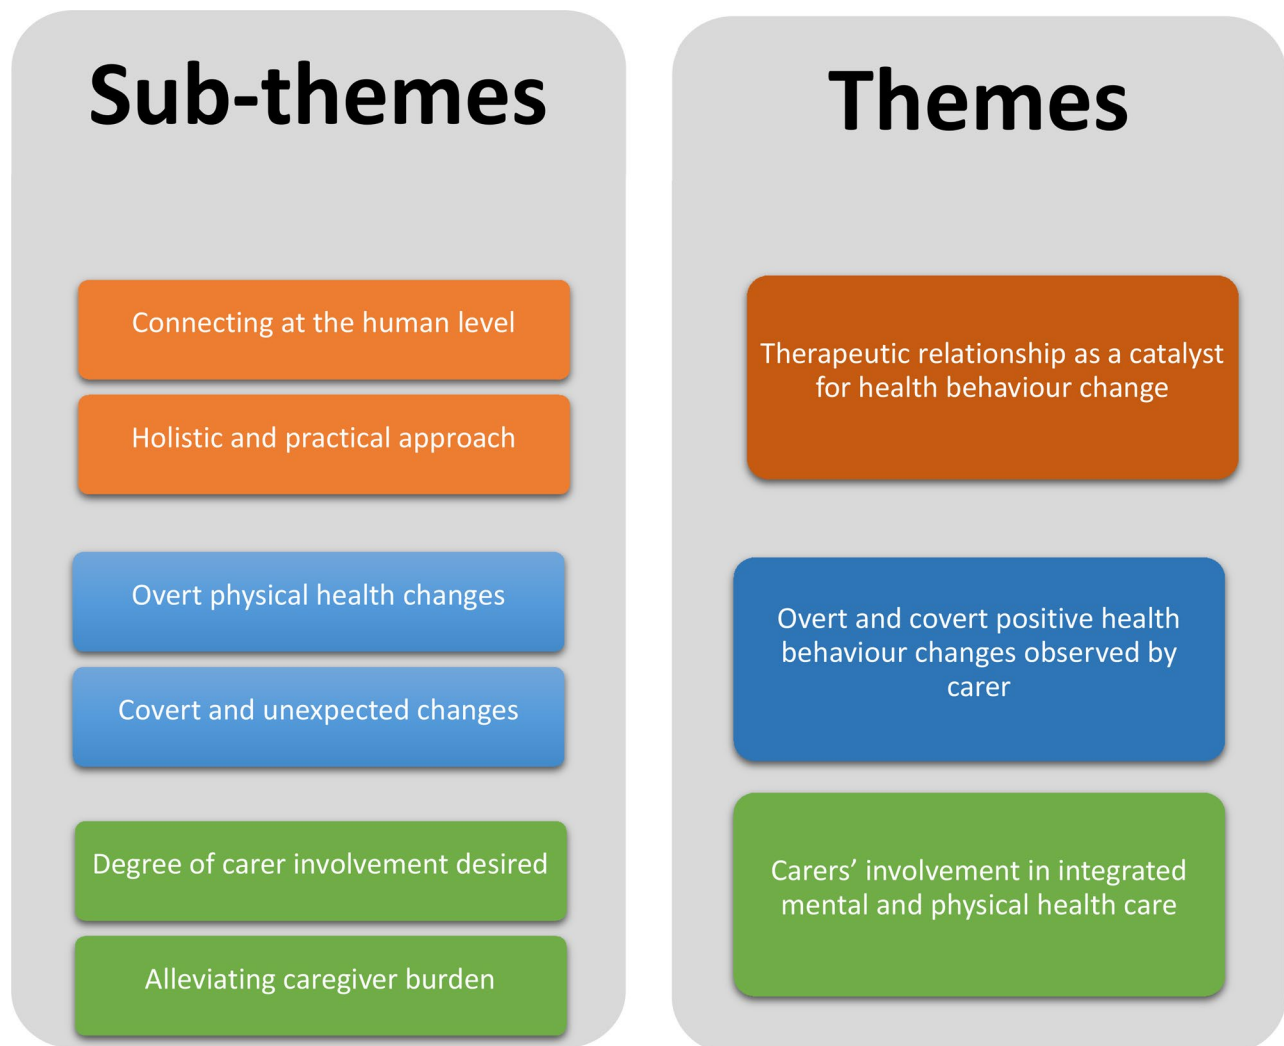 Sub-themes
Connecting at the human level
Holistic and practical approach
Overt physical health changes
Covert and unexpected changes
Degree of carer involvement desired
Alleviating caregiver burden
Themes
Therapeutic relationship as a catalyst
for health behaviour change
Overt and covert positive health
behaviour changes observed by
carer
Carers’ involvement in integrated
mental and physical health care